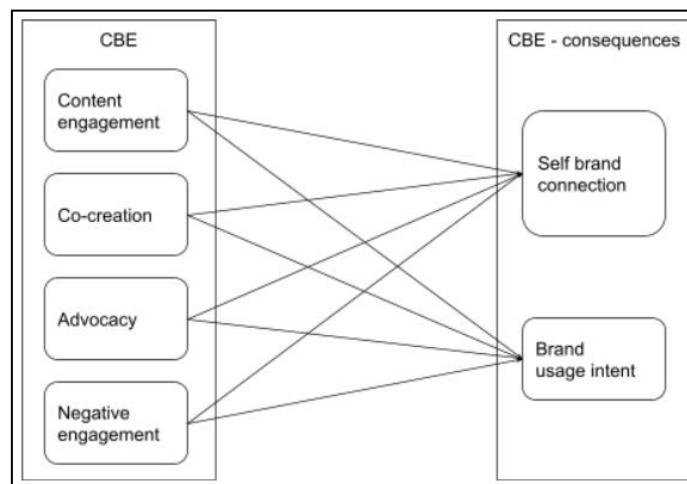 CBE
Content
engagement
Co-creation
Advocacy
Negative
engagement
CBE - consequences
Self brand
connection
Brand
usage intent